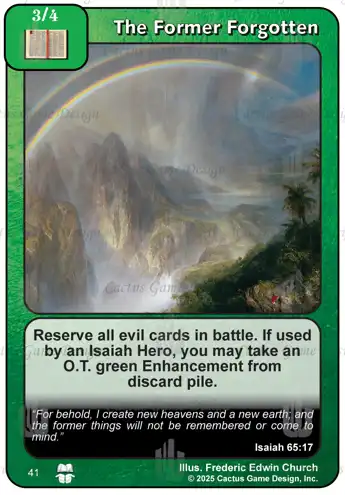 3/4
The Former Forgotten
Cactus Game Design
Reserve all evil cards in battle. If used
by an Isaiah Hero, you may take an
O.T. green Enhancement from
discard pile.
"For behold, I create new heavens and a new earth; and
the former things will not be remembered or come to
mind."
Isaiah 65:17
41
Illus. Frederic Edwin Church
© 2025 Cactus Game Design, Inc.